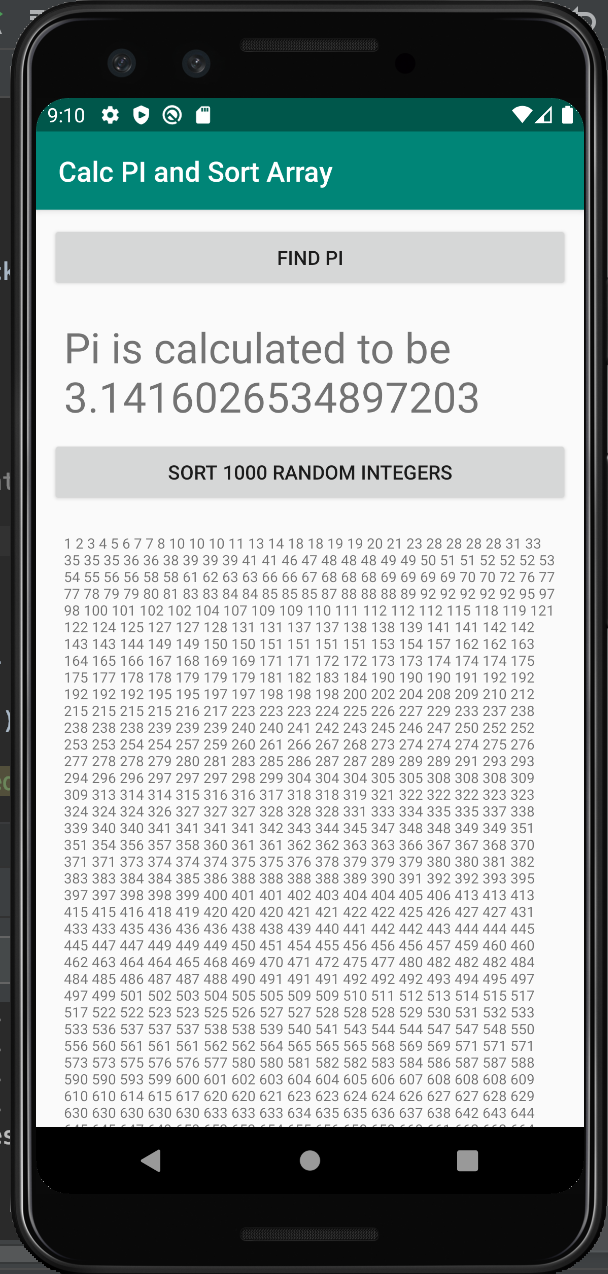 9:10
Calc PI and Sort Array
FIND PI
Pi is calculated to be
3.1416026534897203
SORT 1000 RANDOM INTEGERS
1 2 3 4 5 6 7 7 8 10 10 10 11 13 14 18 18 19 19 20 21 23 28 28 28 28 31 33
35 35 35 36 36 38 39 39 39 41 41 46 47 48 48 48 49 49 50 51 51 52 52 52 53
54 55 56 56 58 58 61 62 63 63 66 66 67 68 68 68 69 69 69 69 70 70 72 76 77
77 78 79 79 80 81 83 83 84 84 85 85 85 87 88 88 88 89 92 92 92 92 92 95 97
98 100 101 102 102 104 107 109 109 110 111 112 112 112 115 118 119 121
122 124 125 127 127 128 131 131 137 137 138 138 139 141 141 142 142
143 143 144 149 149 150 150 151 151 151 151 153 154 157 162 162 163
164 165 166 167 168 169 169 171 171 172 172 173 173 174 174 174 175
175 177 178 178 179 179 179 181 182 183 184 190 190 190 191 192 192
192 192 192 195 195 197 197 198 198 198 200 202 204 208 209 210 212
215 215 215 215 216 217 223 223 223 224 225 226 227 229 233 237 238
238 238 238 239 239 239 240 240 241 242 243 245 246 247 250 252 252
253 253 254 254 257 259 260 261 266 267 268 273 274 274 274 275 276
277 278 278 279 280 281 283 285 286 287 287 289 289 289 291 293 293
294 296 296 297 297 297 298 299 304 304 304 305 305 308 308 308 309
309 313 314 314 315 316 316 317 318 318 319 321 322 322 322 323 323
324 324 324 326 327 327 327 328 328 328 331 333 334 335 335 337 338
339 340 340 341 341 341 341 342 343 344 345 347 348 348 349 349 351
351 354 356 357 358 360 361 361 362 362 363 363 366 367 367 368 370
371 371 373 374 374 374 375 375 376 378 379 379 379 380 380 381 382
383 383 384 384 385 386 388 388 388 388 389 390 391 392 392 393 395
397 397 398 398 399 400 401 401 402 403 404 404 405 406 413 413 413
415 415 416 418 419 420 420 420 421 421 422 422 425 426 427 427 431
433 433 435 436 436 436 438 438 439 440 441 442 442 443 444 444 445
445 447 447 449 449 449 450 451 454 455 456 456 456 457 459 460 460
462 463 464 464 465 468 469 470 471 472 475 477 480 482 482 482 484
484 485 486 487 487 488 490 491 491 491 492 492 492 493 494 495 497
497 499 501 502 503 504 505 505 509 509 510 511 512 513 514 515 517
517 522 522 523 523 525 526 527 527 528 528 528 529 530 531 532 533
533 536 537 537 537 538 538 539 540 541 543 544 544 547 547 548 550
556 560 561 561 561 562 562 564 565 565 565 568 569 569 571 571 571
573 573 575 576 576 577 580 580 581 582 582 583 584 586 587 587 588
590 590 593 599 600 601 602 603 604 604 605 606 607 608 608 608 609
610 610 614 615 617 620 620 621 623 623 624 624 626 627 627 628 629
630 630 630 630 630 633 633 633 634 635 635 636 637 638 642 643 644